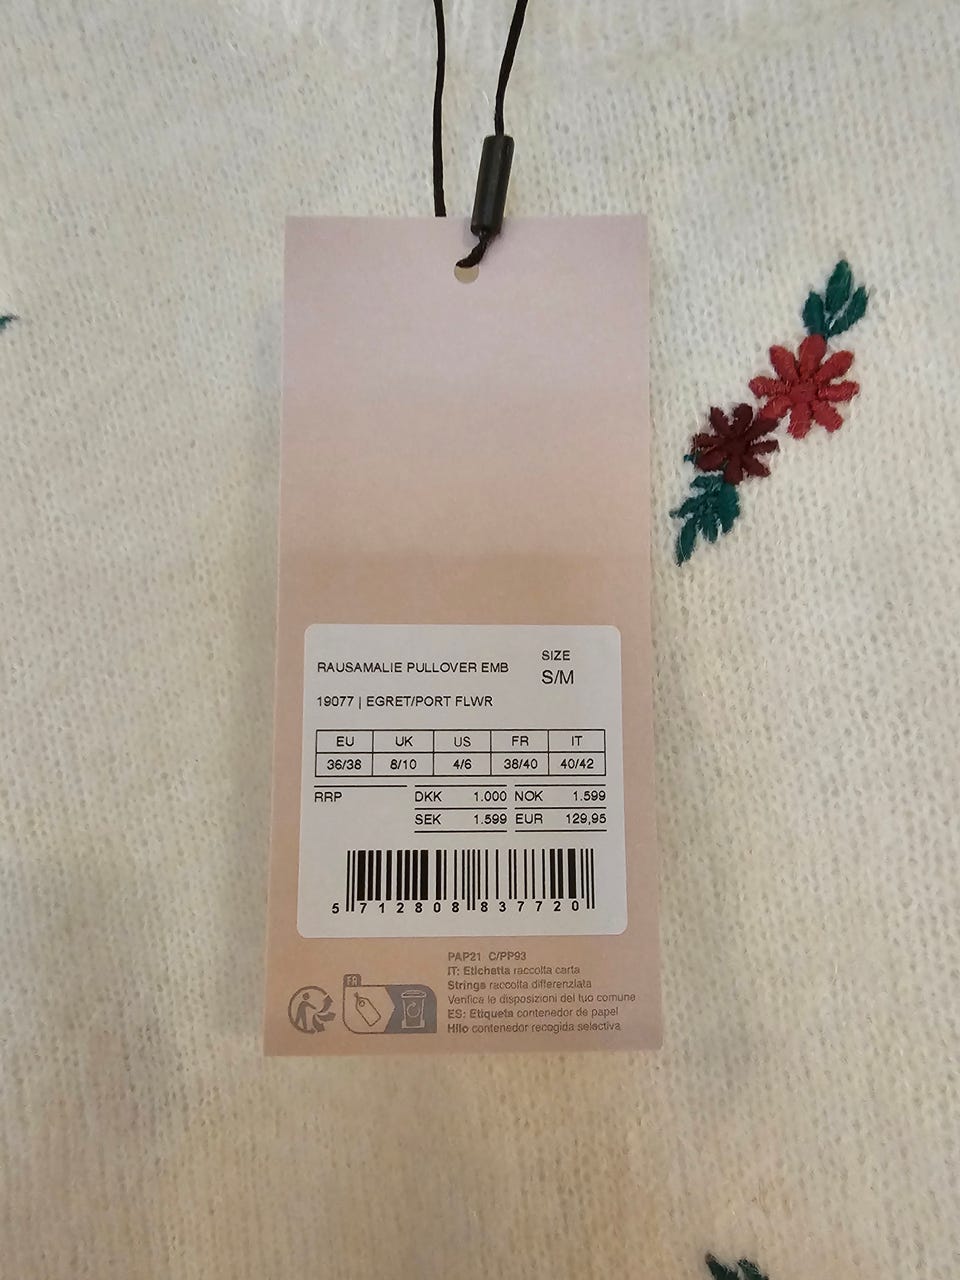 RAUSAMALIE PULLOVER EMB
SIZE
S/M
19077 | EGRET/PORT FLWR
EU UK US FR IT
36/38 8/10 4/6 38/40 40/42
RRP DKK 1.000 NOK 1.599
SEK 1.599 EUR 129,95
5 712808 837720
PAP21 C/PP93
IT: Etichetta raccolta carta
Strings raccolta differenziata
Verifica le disposizioni del tuo comune
ES: Etiqueta contenedor de papel
Hilo contenedor recogida selectiva
FR